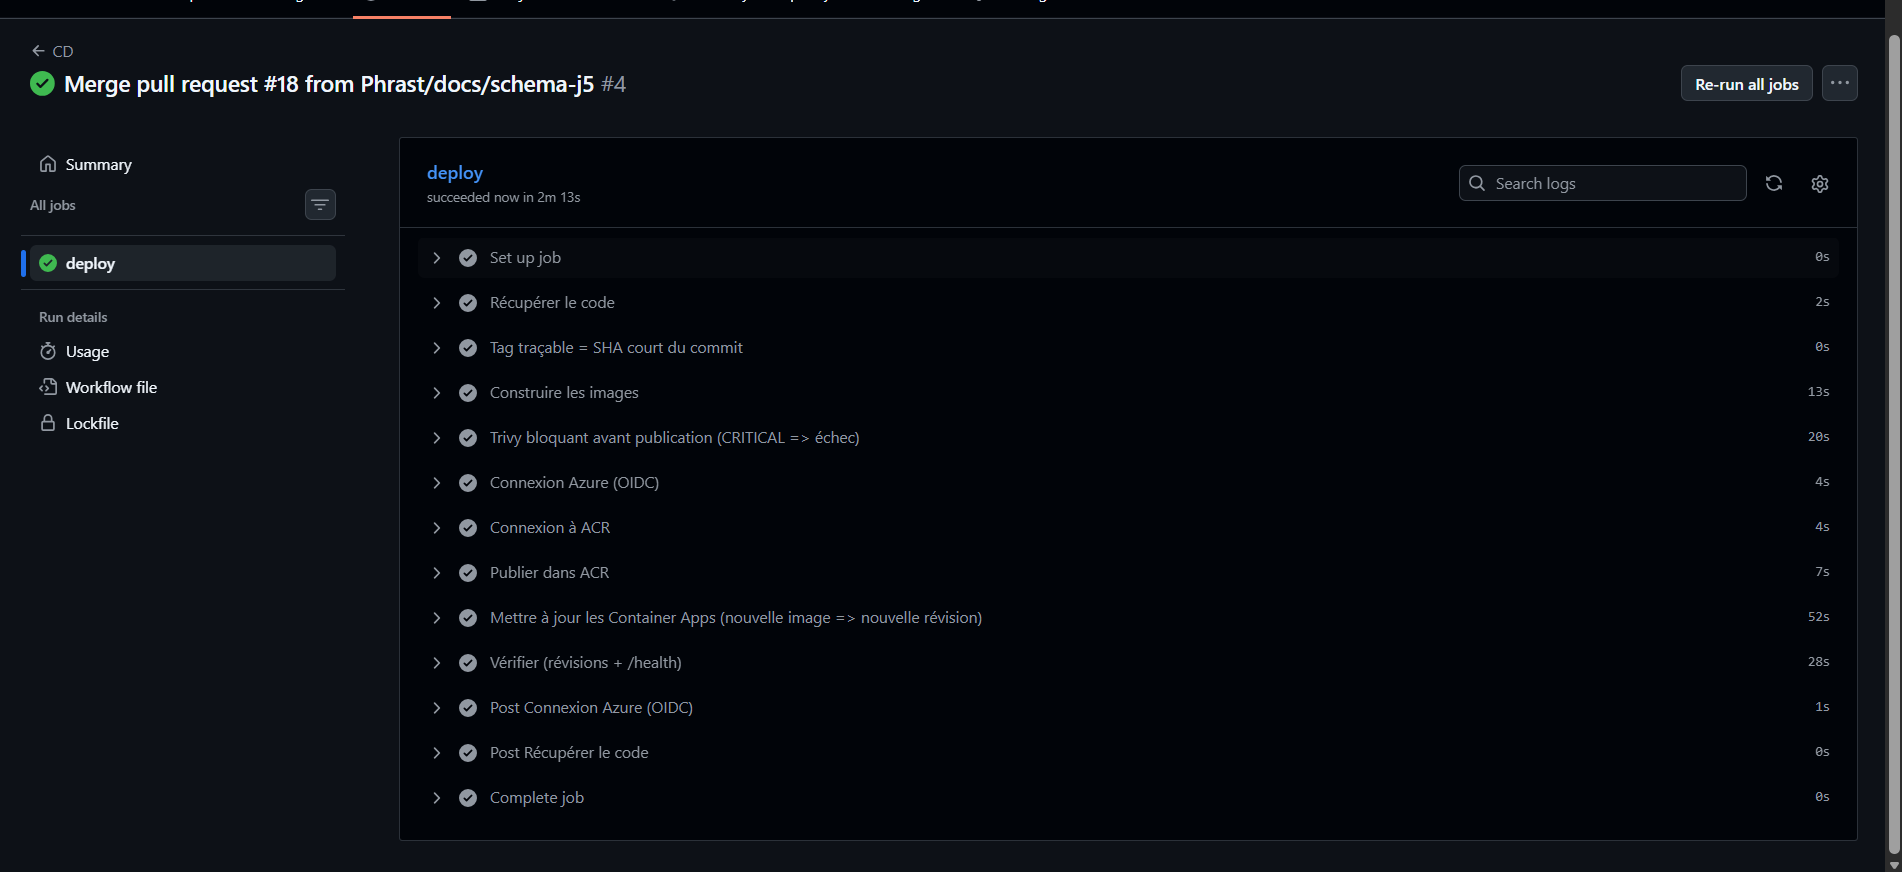 CD
Merge pull request #18 from Phrast/docs/schema-j5 #4
Re-run all jobs
Summary
All jobs
deploy
Run details
Usage
Workflow file
Lockfile
deploy
succeeded now in 2m 13s
Search logs
Set up job 0s
Récupérer le code 2s
Tag traçable = SHA court du commit 0s
Construire les images 13s
Trivy bloquant avant publication (CRITICAL => échec) 20s
Connexion Azure (OIDC) 4s
Connexion à ACR 4s
Publier dans ACR 7s
Mettre à jour les Container Apps (nouvelle image => nouvelle révision) 52s
Vérifier (révisions + /health) 28s
Post Connexion Azure (OIDC) 1s
Post Récupérer le code 0s
Complete job 0s